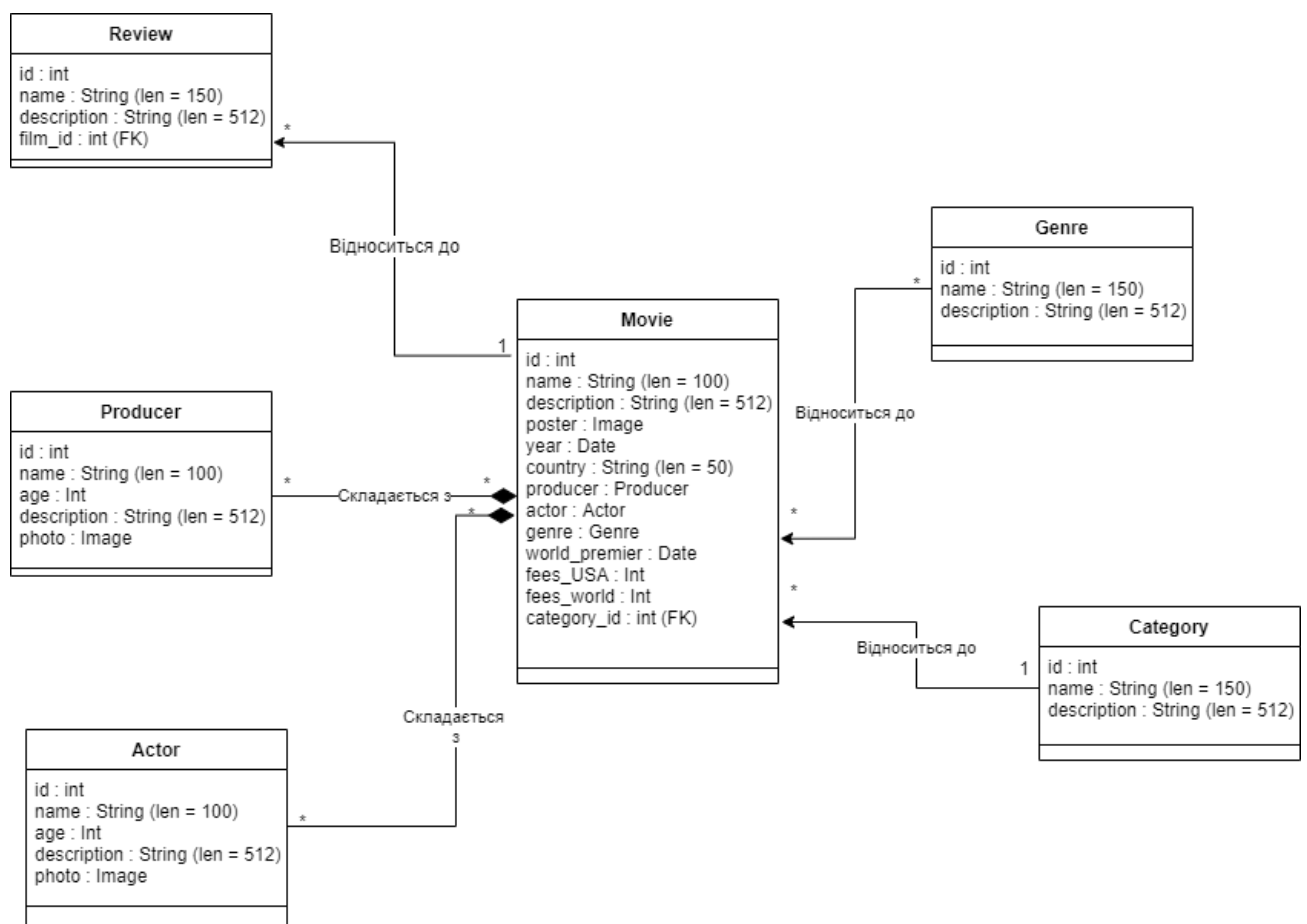 Review
id : int
name : String (len = 150)
description : String (len = 512)
film_id : int (FK)
*
Відноситься до
1
Genre
id : int
name : String (len = 150)
description : String (len = 512)
*
Відноситься до
*
Movie
id : int
name : String (len = 100)
description : String (len = 512)
poster : Image
year : Date
country : String (len = 50)
producer : Producer
actor : Actor
genre : Genre
world_premier : Date
fees_USA : Int
fees_world : Int
category_id : int (FK)
Producer
id : int
name : String (len = 100)
age : Int
description : String (len = 512)
photo : Image
*
Складається з
*
*
Складається
з
*
Actor
id : int
name : String (len = 100)
age : Int
description : String (len = 512)
photo : Image
*
Відноситься до
1
Category
id : int
name : String (len = 150)
description : String (len = 512)